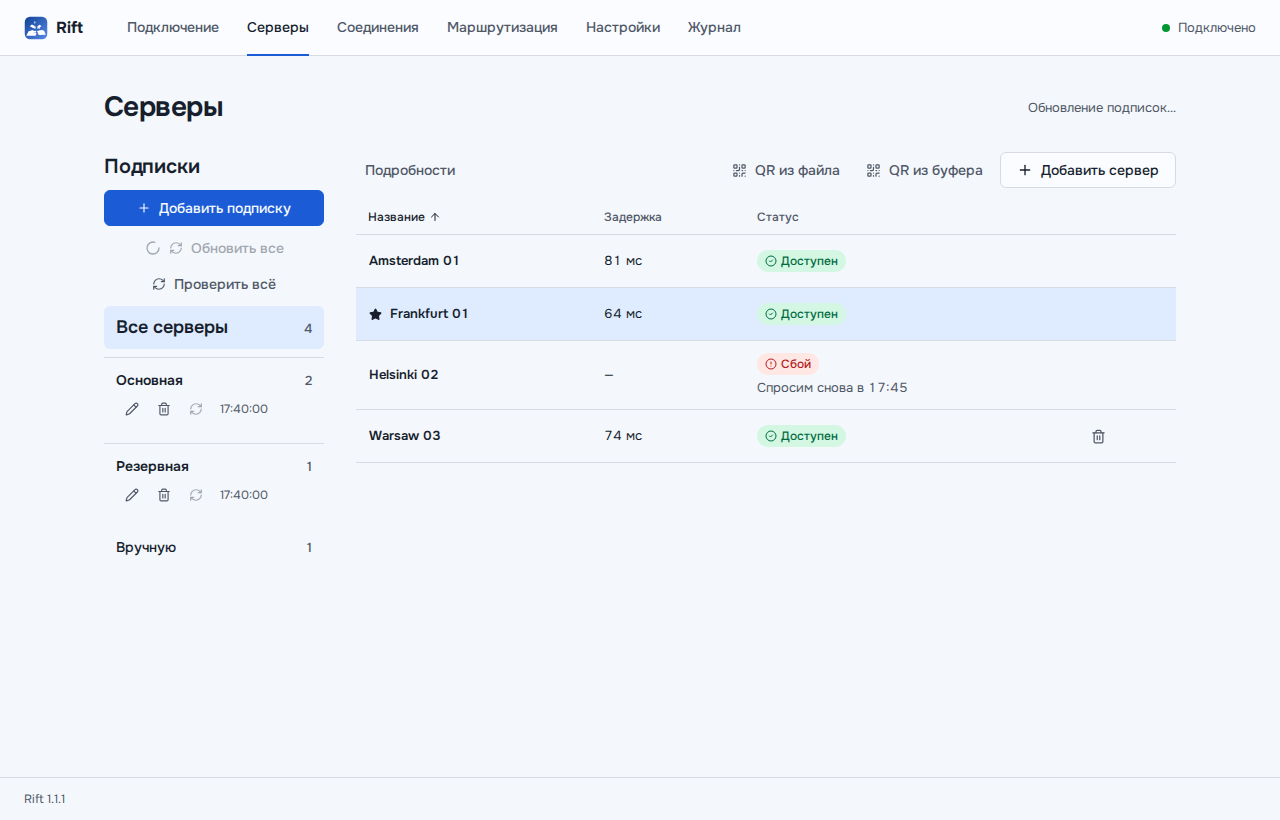 Rift
Подключение
Серверы
Соединения
Маршрутизация
Настройки
Журнал
Подключено
Серверы
Обновление подписок...
Подписки
Добавить подписку
Обновить все
Проверить всё
Все серверы 4
Основная 2
17:40:00
Резервная 1
17:40:00
Вручную 1
Подробности
QR из файла
QR из буфера
Добавить сервер
Название Задержка Статус
Amsterdam 01 81 мс Доступен
Frankfurt 01 64 мс Доступен
Helsinki 02 – Сбой
Спросим снова в 17:45
Warsaw 03 74 мс Доступен
Rift 1.1.1